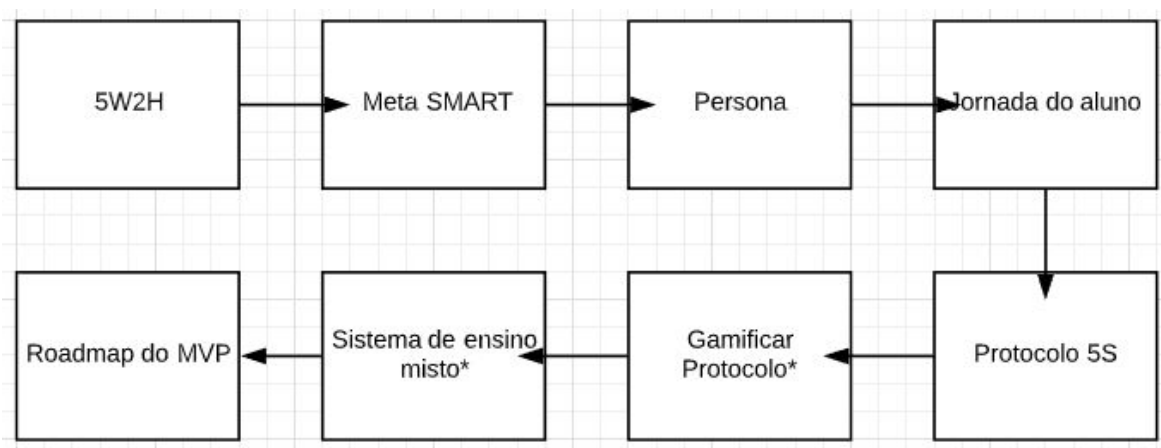 5W2H
Meta SMART
Persona
Jornada do aluno
Roadmap do MVP
Sistema de ensino
misto*
Gamificar
Protocolo*
Protocolo 5S